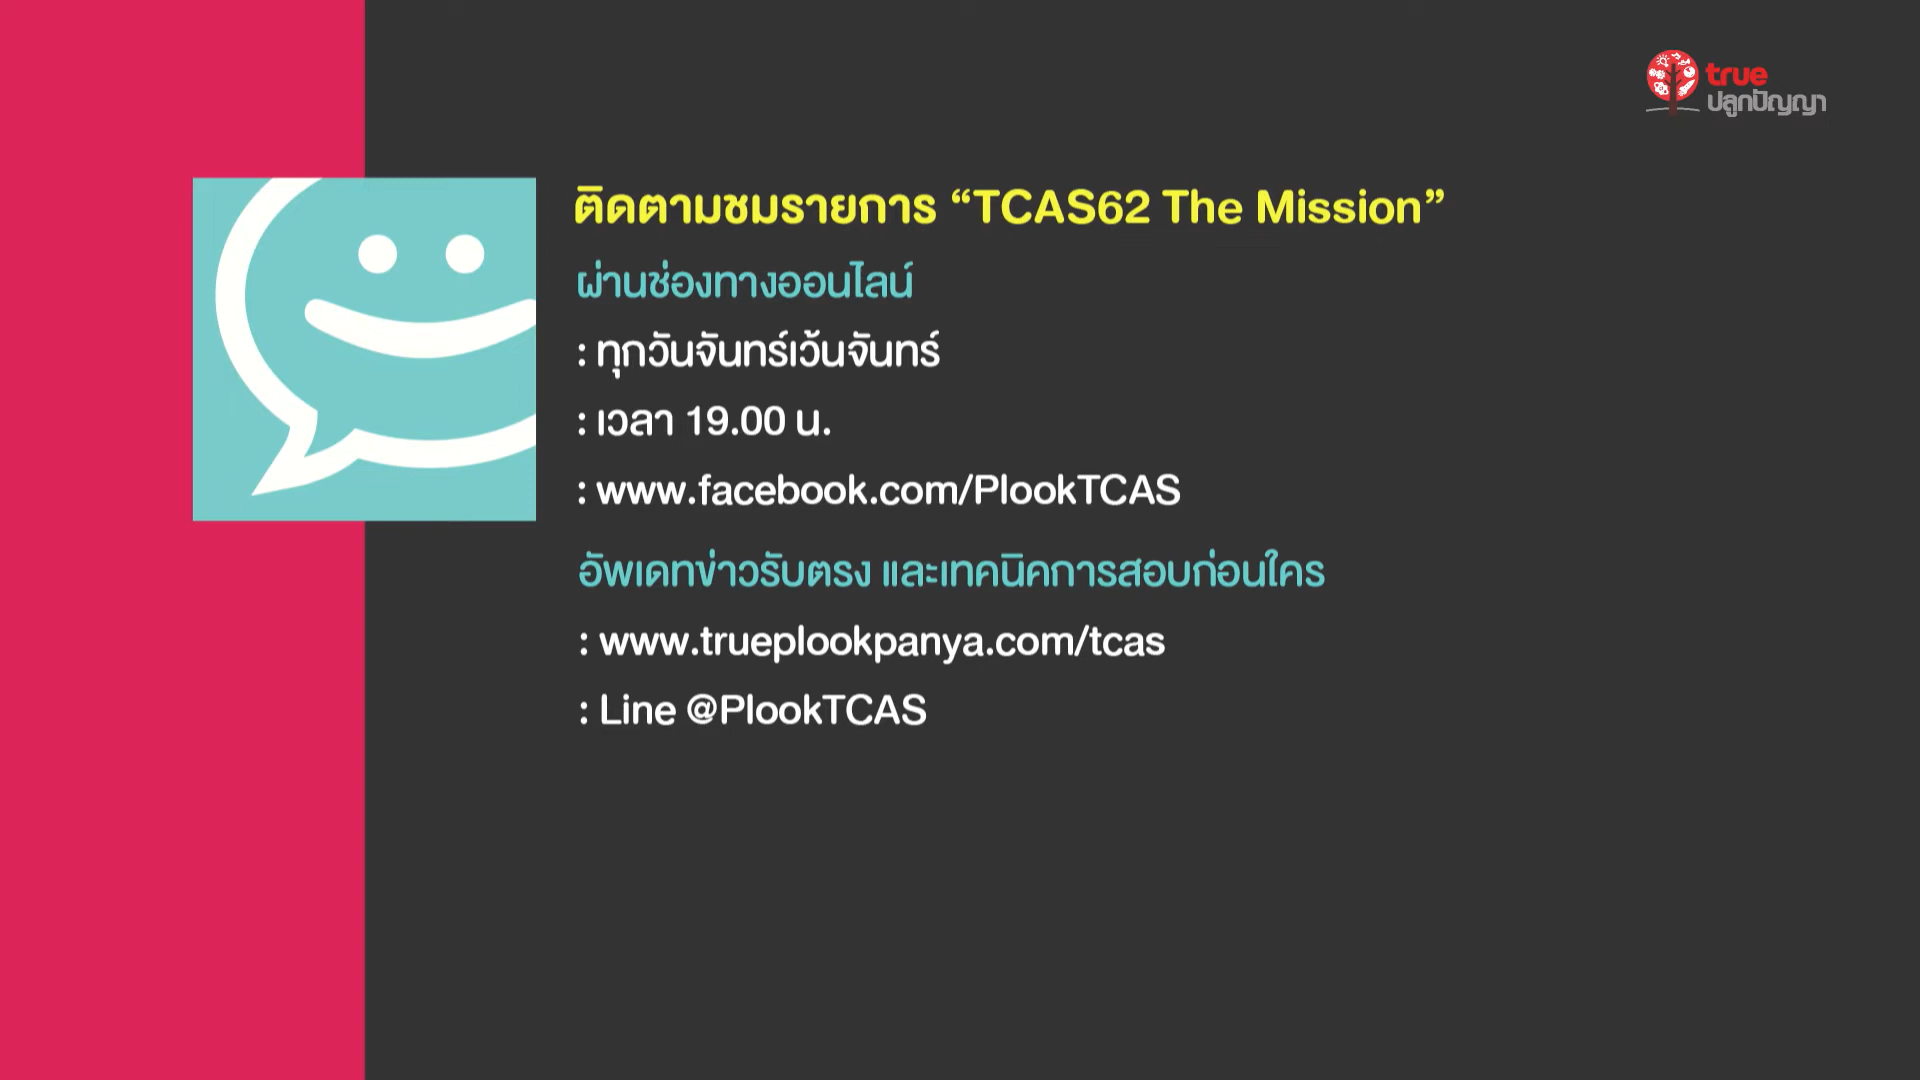 true
ปลูกปัญญา
ติดตามชมรายการ “TCAS62 The Mission”
ผ่านช่องทางออนไลน์
: ทุกวันจันทร์เว้นจันทร์
: เวลา 19.00 น.
: www.facebook.com/PlookTCAS
อัพเดทข่าวรับตรง และเทคนิคการสอบก่อนใคร
: www.trueplookpanya.com/tcas
: Line @PlookTCAS